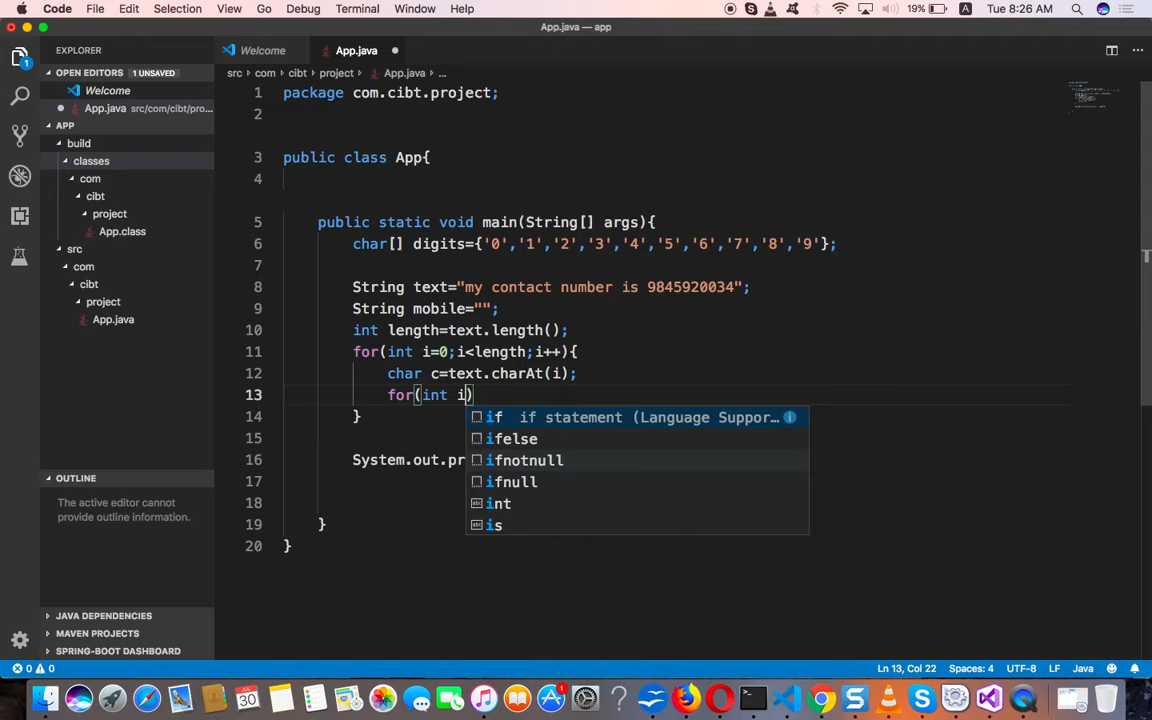 Code File Edit Selection View Go Debug Terminal Window Help 19% A Tue 8:26 AM
App.java — app
EXPLORER
OPEN EDITORS 1 UNSAVED
Welcome
App.java src/com/cibt/pro...
APP
build
classes
com
cibt
project
App.class
src
com
cibt
project
App.java
OUTLINE
The active editor cannot
provide outline information.
JAVA DEPENDENCIES
MAVEN PROJECTS
SPRING-BOOT DASHBOARD
Welcome App.java
src com cibt project App.java ...
1 package com.cibt.project;
2
3 public class App{
4
5 public static void main(String[] args){
6 char[] digits={'0','1','2','3','4','5','6','7','8','9'};
7
8 String text="my contact number is 9845920034";
9 String mobile="";
10 int length=text.length();
11 for(int i=0;i<length;i++){
12 char c=text.charAt(i);
13 for(int i)
14 }
15
16 System.out.pr
17
18
19 }
20 }
if if statement (Language Suppor...
ifelse
ifnotnull
ifnull
int
is
0 0 Ln 13, Col 22 Spaces: 4 UTF-8 LF Java